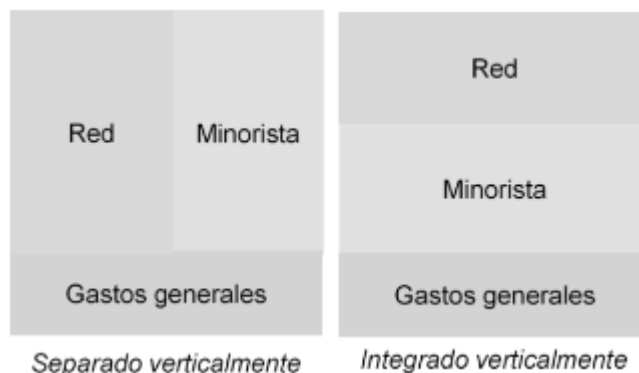 Red
Minorista
Gastos generales
Separado verticalmente
Red
Minorista
Gastos generales
Integrado verticalmente